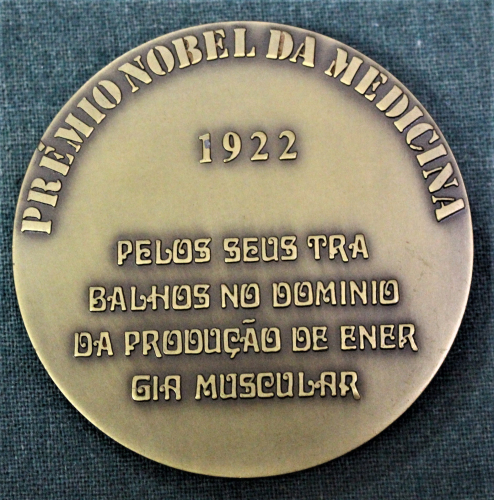 PRÉMIO NOBEL DA MEDICINA
1922
PELOS SEUS TRA
BALHOS NO DOMINIO
DA PRODUÇÃO DE ENER
GIA MUSCULAR